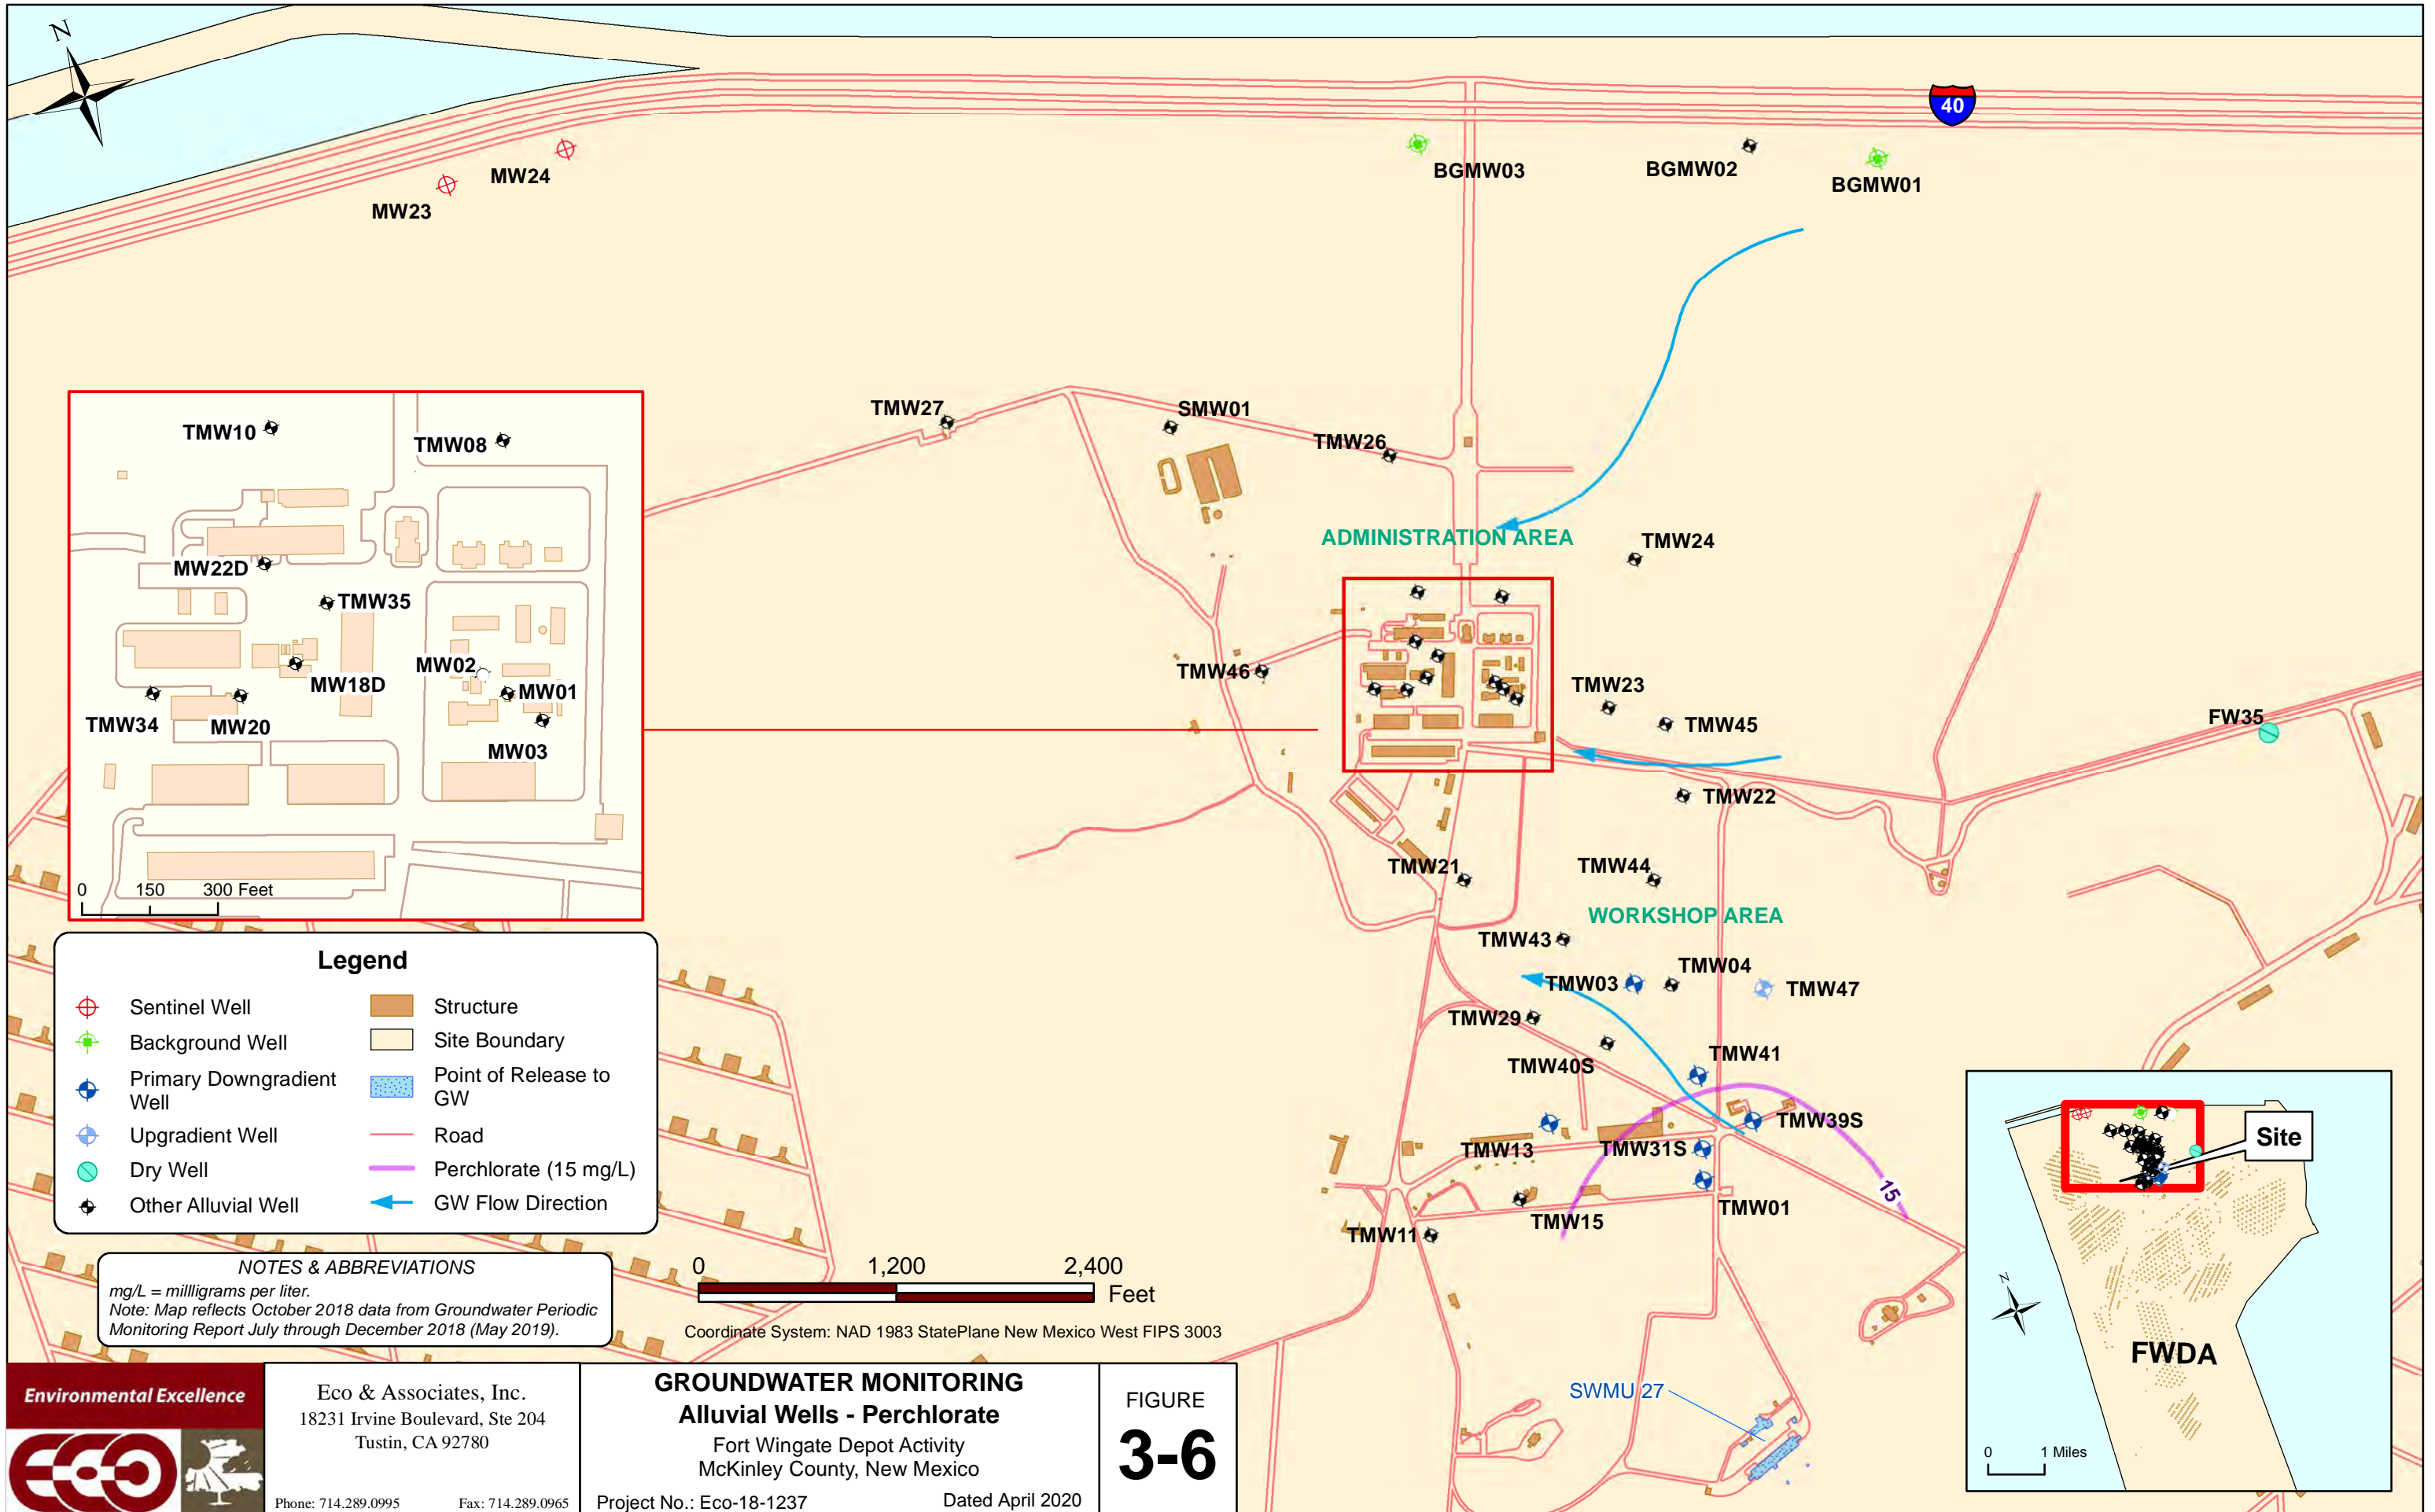 N
40
MW24
MW23
BGMW03
BGMW02
BGMW01
TMW27
SMW01
TMW26
ADMINISTRATION AREA
TMW24
TMW46
TMW23
TMW45
FW35
TMW22
TMW21
TMW44
WORKSHOP AREA
TMW43
TMW03
TMW04
TMW47
TMW29
TMW40S
TMW41
TMW39S
TMW13
TMW31S
TMW01
TMW15
TMW11
15
SWMU 27
TMW10
TMW08
MW22D
TMW35
MW02
MW18D
MW01
TMW34
MW20
MW03
0 150 300 Feet
Legend
Sentinel Well
Background Well
Primary Downgradient
Well
Upgradient Well
Dry Well
Other Alluvial Well
Structure
Site Boundary
Point of Release to
GW
Road
Perchlorate (15 mg/L)
GW Flow Direction
NOTES & ABBREVIATIONS
mg/L = millligrams per liter.
Note: Map reflects October 2018 data from Groundwater Periodic
Monitoring Report July through December 2018 (May 2019).
0 1,200 2,400
Feet
Coordinate System: NAD 1983 StatePlane New Mexico West FIPS 3003
Site
N
FWDA
0 1 Miles
Environmental Excellence
eco
Eco & Associates, Inc.
18231 Irvine Boulevard, Ste 204
Tustin, CA 92780
Phone: 714.289.0995 Fax: 714.289.0965
GROUNDWATER MONITORING
Alluvial Wells - Perchlorate
Fort Wingate Depot Activity
McKinley County, New Mexico
Project No.: Eco-18-1237 Dated April 2020
FIGURE
3-6